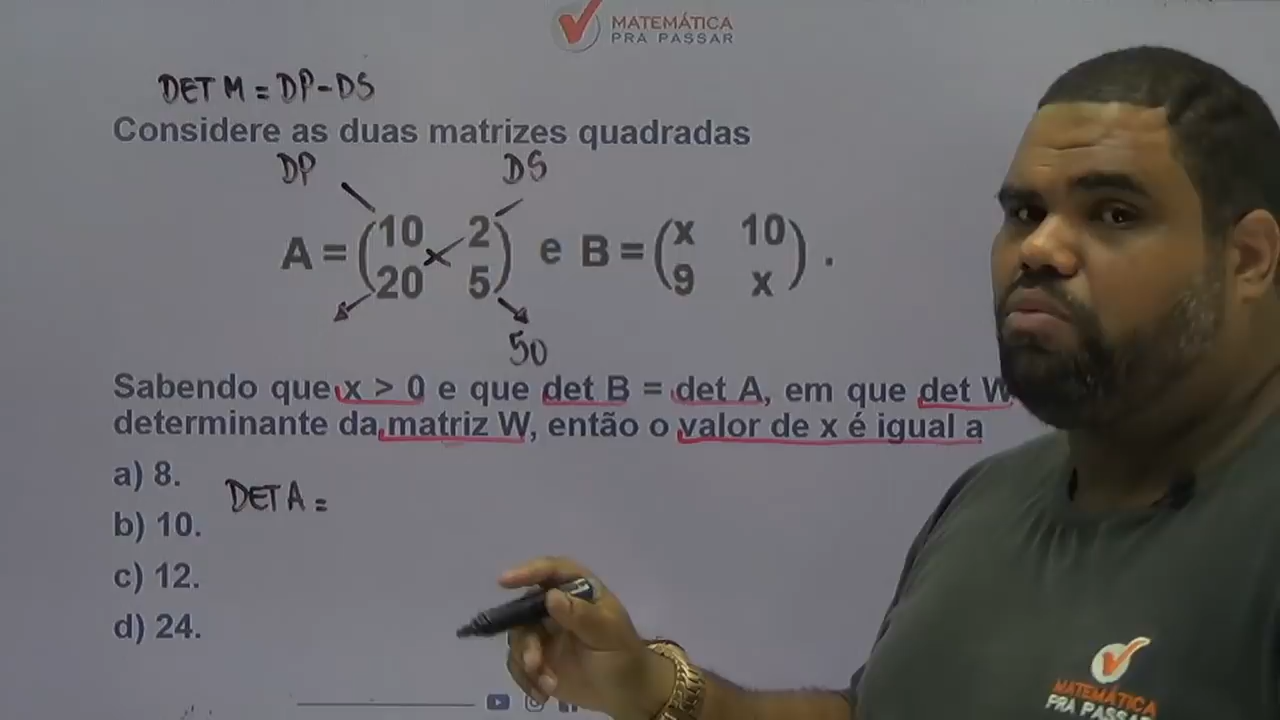 MATEMÁTICA
PRA PASSAR
DET M = DP-DS
Considere as duas matrizes quadradas
DP DS
A = (10 2
20 5) e B = (x 10
9 x) .
50
Sabendo que x > 0 e que det B = det A, em que det W
determinante da matriz W, então o valor de x é igual a
a) 8.
DET A =
b) 10.
c) 12.
d) 24.
MATEMÁTICA
PRA PASSAR